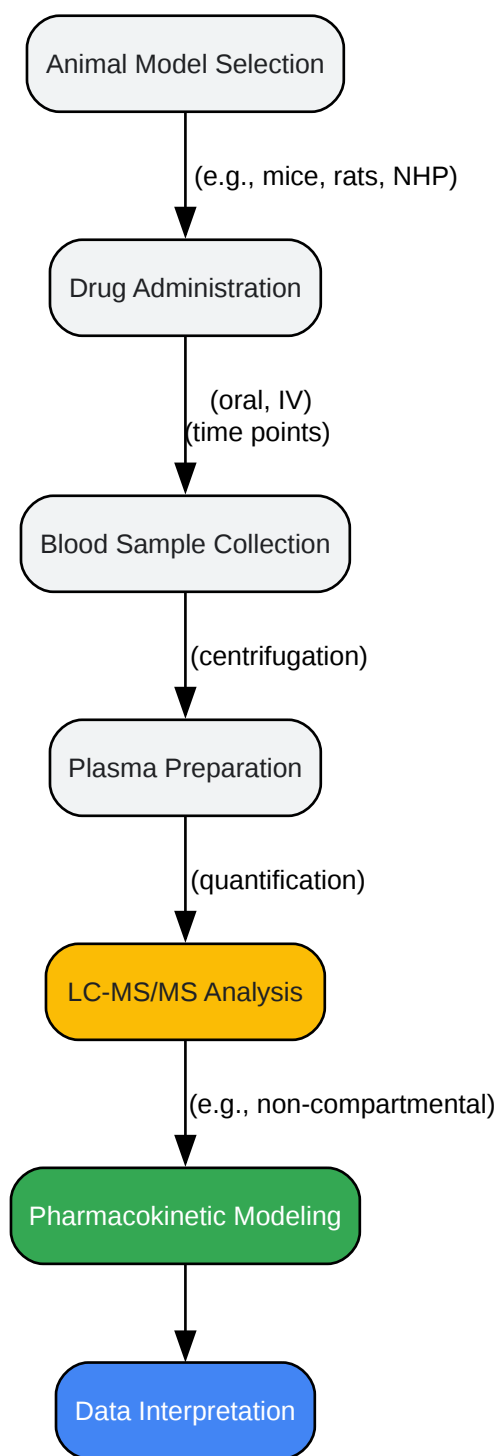 Animal Model Selection
(e.g., mice, rats, NHP)
Drug Administration
(oral, IV)
(time points)
Blood Sample Collection
(centrifugation)
Plasma Preparation
(quantification)
LC-MS/MS Analysis
(e.g., non-compartmental)
Pharmacokinetic Modeling
Data Interpretation